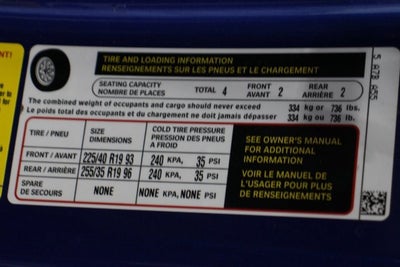 TIRE AND LOADING INFORMATION
RENSEIGNEMENTS SUR LES PNEUS ET LE CHARGEMENT
SEATING CAPACITY
NOMBRE DE PLACES
TOTAL 4
FRONT
AVANT 2
REAR
ARRIÈRE 2
The combined weight of occupants and cargo should never exceed 334 kg or 736 lbs.
Le poids total des occupants et du chargement ne doit jamais dépasser 334 kg ou 736 lb.
TIRE / PNEU
SIZE
DIMENSIONS
COLD TIRE PRESSURE
PRESSION DES PNEUS
A FROID
FRONT / AVANT 225/40 R19 93 240 KPA, 35 PSI
REAR / ARRIÈRE 255/35 R19 96 240 KPA, 35 PSI
SPARE
DE SECOURS NONE NONE KPA, NONE PSI
SEE OWNER'S MANUAL
FOR ADDITIONAL
INFORMATION
VOIR LE MANUEL DE
L'USAGER POUR PLUS
DE RENSEIGNEMENTS